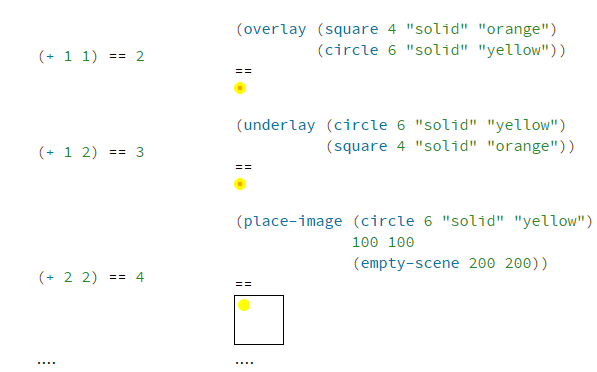 (+ 1 1) == 2
(overlay (square 4 "solid" "orange")
(circle 6 "solid" "yellow"))
==
(+ 1 2) == 3
(underlay (circle 6 "solid" "yellow")
(square 4 "solid" "orange"))
==
(+ 2 2) == 4
(place-image (circle 6 "solid" "yellow")
100 100
(empty-scene 200 200))
==
....
....